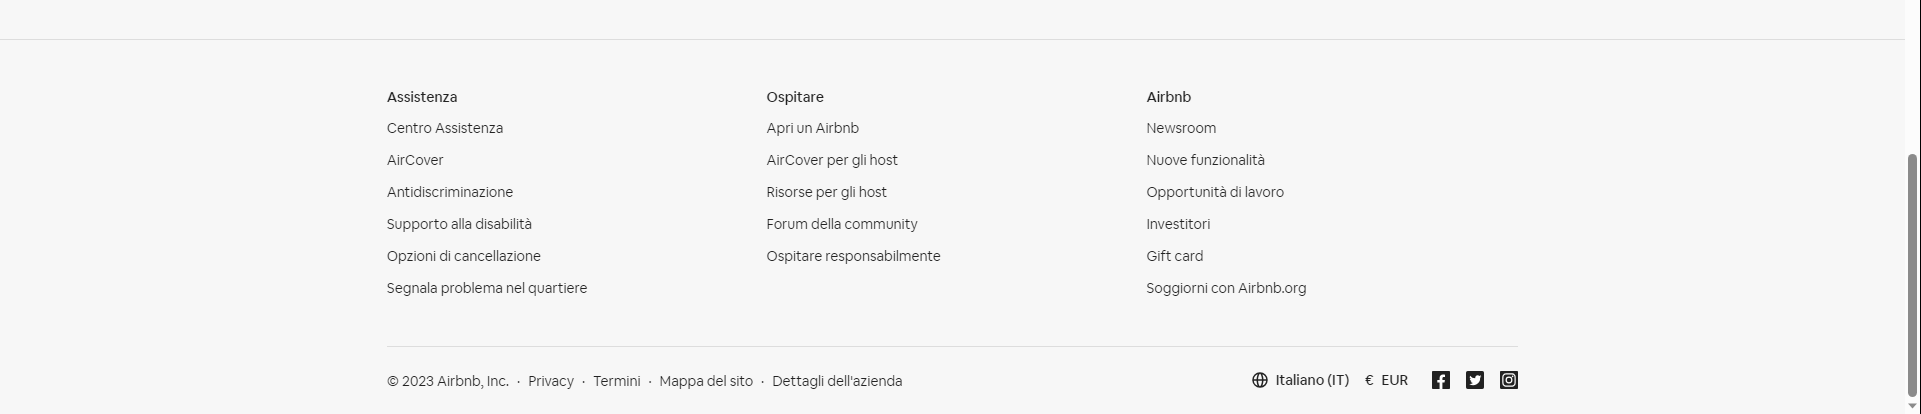 Assistenza
Centro Assistenza
AirCover
Antidiscriminazione
Supporto alla disabilità
Opzioni di cancellazione
Segnala problema nel quartiere
Ospitare
Apri un Airbnb
AirCover per gli host
Risorse per gli host
Forum della community
Ospitare responsabilmente
Airbnb
Newsroom
Nuove funzionalità
Opportunità di lavoro
Investitori
Gift card
Soggiorni con Airbnb.org
© 2023 Airbnb, Inc. · Privacy · Termini · Mappa del sito · Dettagli dell'azienda
Italiano (IT) € EUR